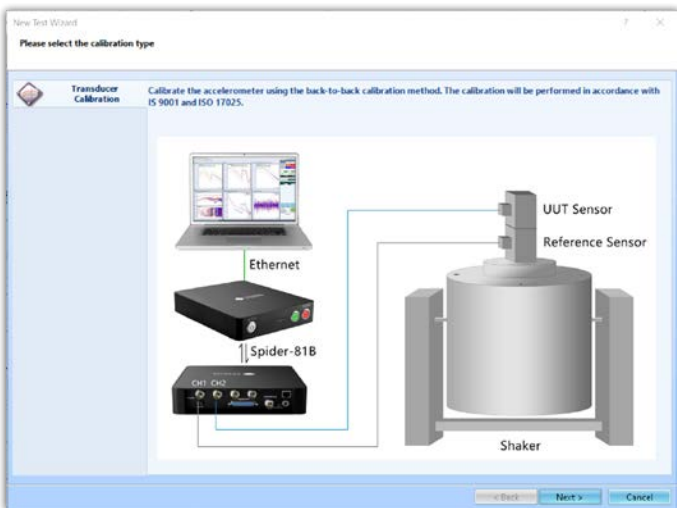 New Test Wizard
Please select the calibration type
Transducer
Calibration
Calibrate the accelerometer using the back-to-back calibration method. The calibration will be performed in accordance with
IS 9001 and ISO 17025.
UUT Sensor
Reference Sensor
Ethernet
Spider-81B
CH1 CH2
Shaker
< Back
Next >
Cancel